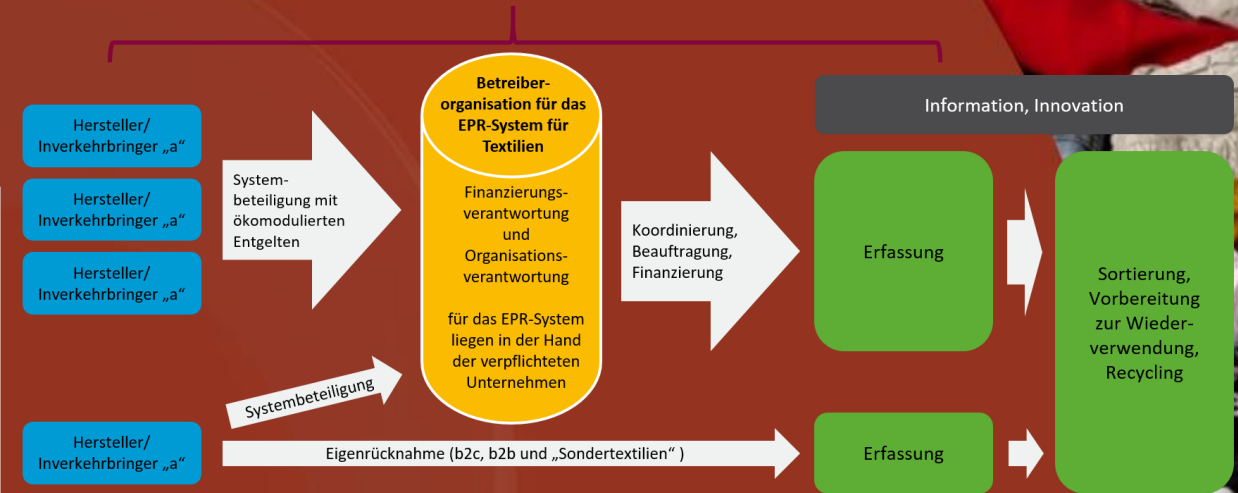 Betreiber-
organisation für das
EPR-System für
Textilien
Information, Innovation
Hersteller/
Inverkehrbringer „a“
Hersteller/
Inverkehrbringer „a“
Hersteller/
Inverkehrbringer „a“
System-
beteiligung mit
ökomodulierten
Entgelten
Finanzierungs-
verantwortung
und
Organisations-
verantwortung
für das EPR-System
liegen in der Hand
der verpflichteten
Unternehmen
Koordinierung,
Beauftragung,
Finanzierung
Erfassung
Sortierung,
Vorbereitung
zur Wieder-
verwendung,
Recycling
Systembeteiligung
Hersteller/
Inverkehrbringer „a“
Eigenrücknahme (b2c, b2b und „Sondertextilien“ )
Erfassung